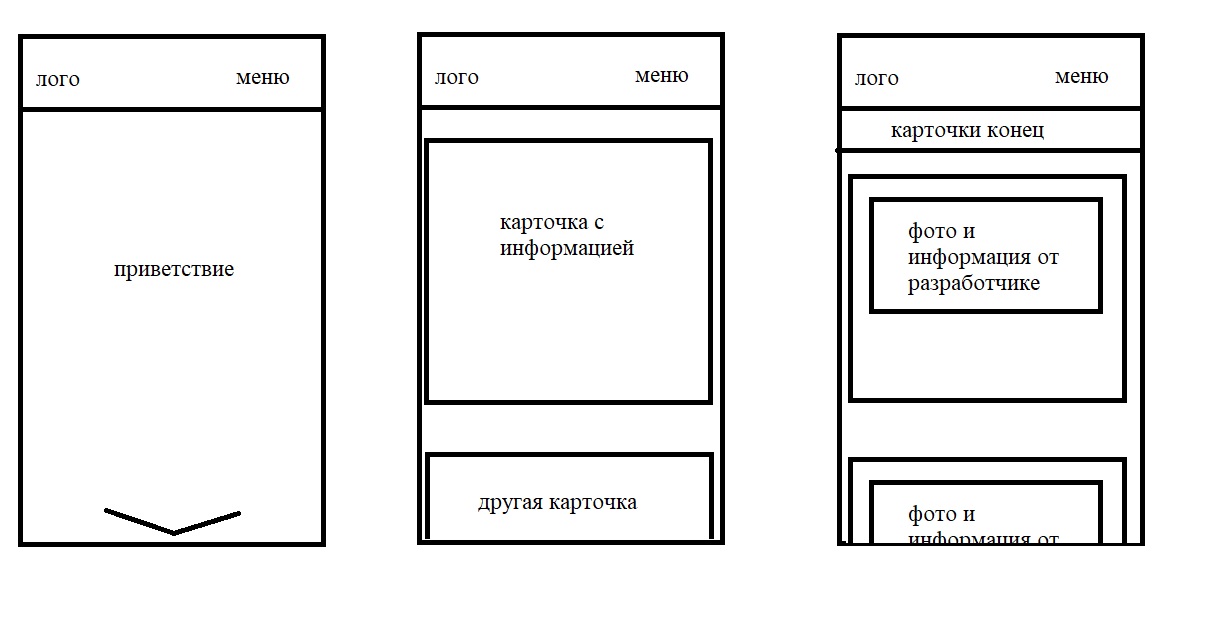 лого
меню
приветствие
лого
меню
карточка с
информацией
другая карточка
лого
меню
карточки конец
фото и
информация от
разработчике
фото и
информация от